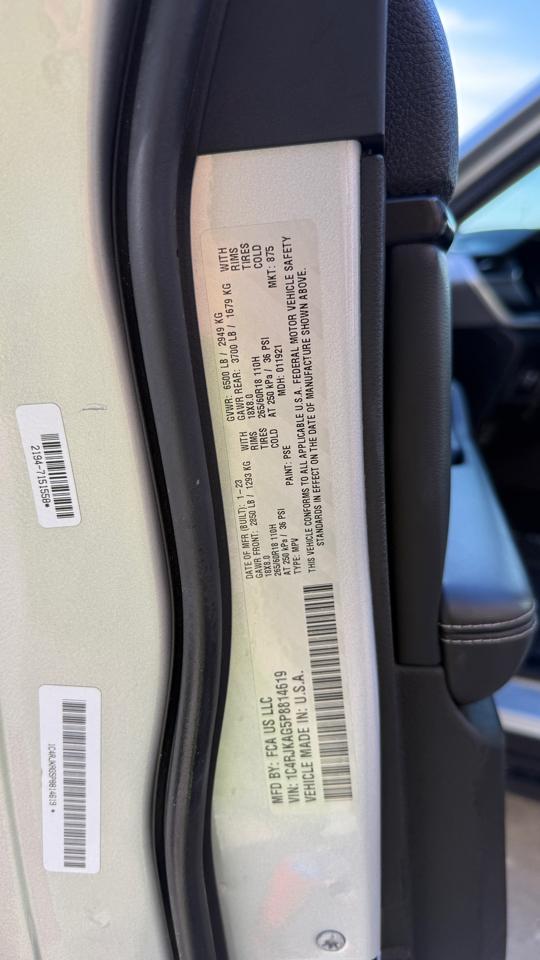 MFD BY: FCA US LLC
VIN: 1C4RJKAG5P8814619
VEHICLE MADE IN: U.S.A.
DATE OF MFR (BUILT): 1-23
GVWR: 6500 LB / 2949 KG
GAWR FRONT: 2850 LB / 1293 KG WITH
18X8.0 RIMS
265/60R18 110H TIRES
AT 250 kPa / 36 PSI COLD
GAWR REAR: 3700 LB / 1679 KG WITH
18X8.0 RIMS
265/60R18 110H TIRES
AT 250 kPa / 36 PSI COLD
TYPE: MPV PAINT: PSE MDH: 011921 MKT: 875
THIS VEHICLE CONFORMS TO ALL APPLICABLE U.S.A. FEDERAL MOTOR VEHICLE SAFETY
STANDARDS IN EFFECT ON THE DATE OF MANUFACTURE SHOWN ABOVE.
2194-7151558*
1C4RJKAG5P8814619 *